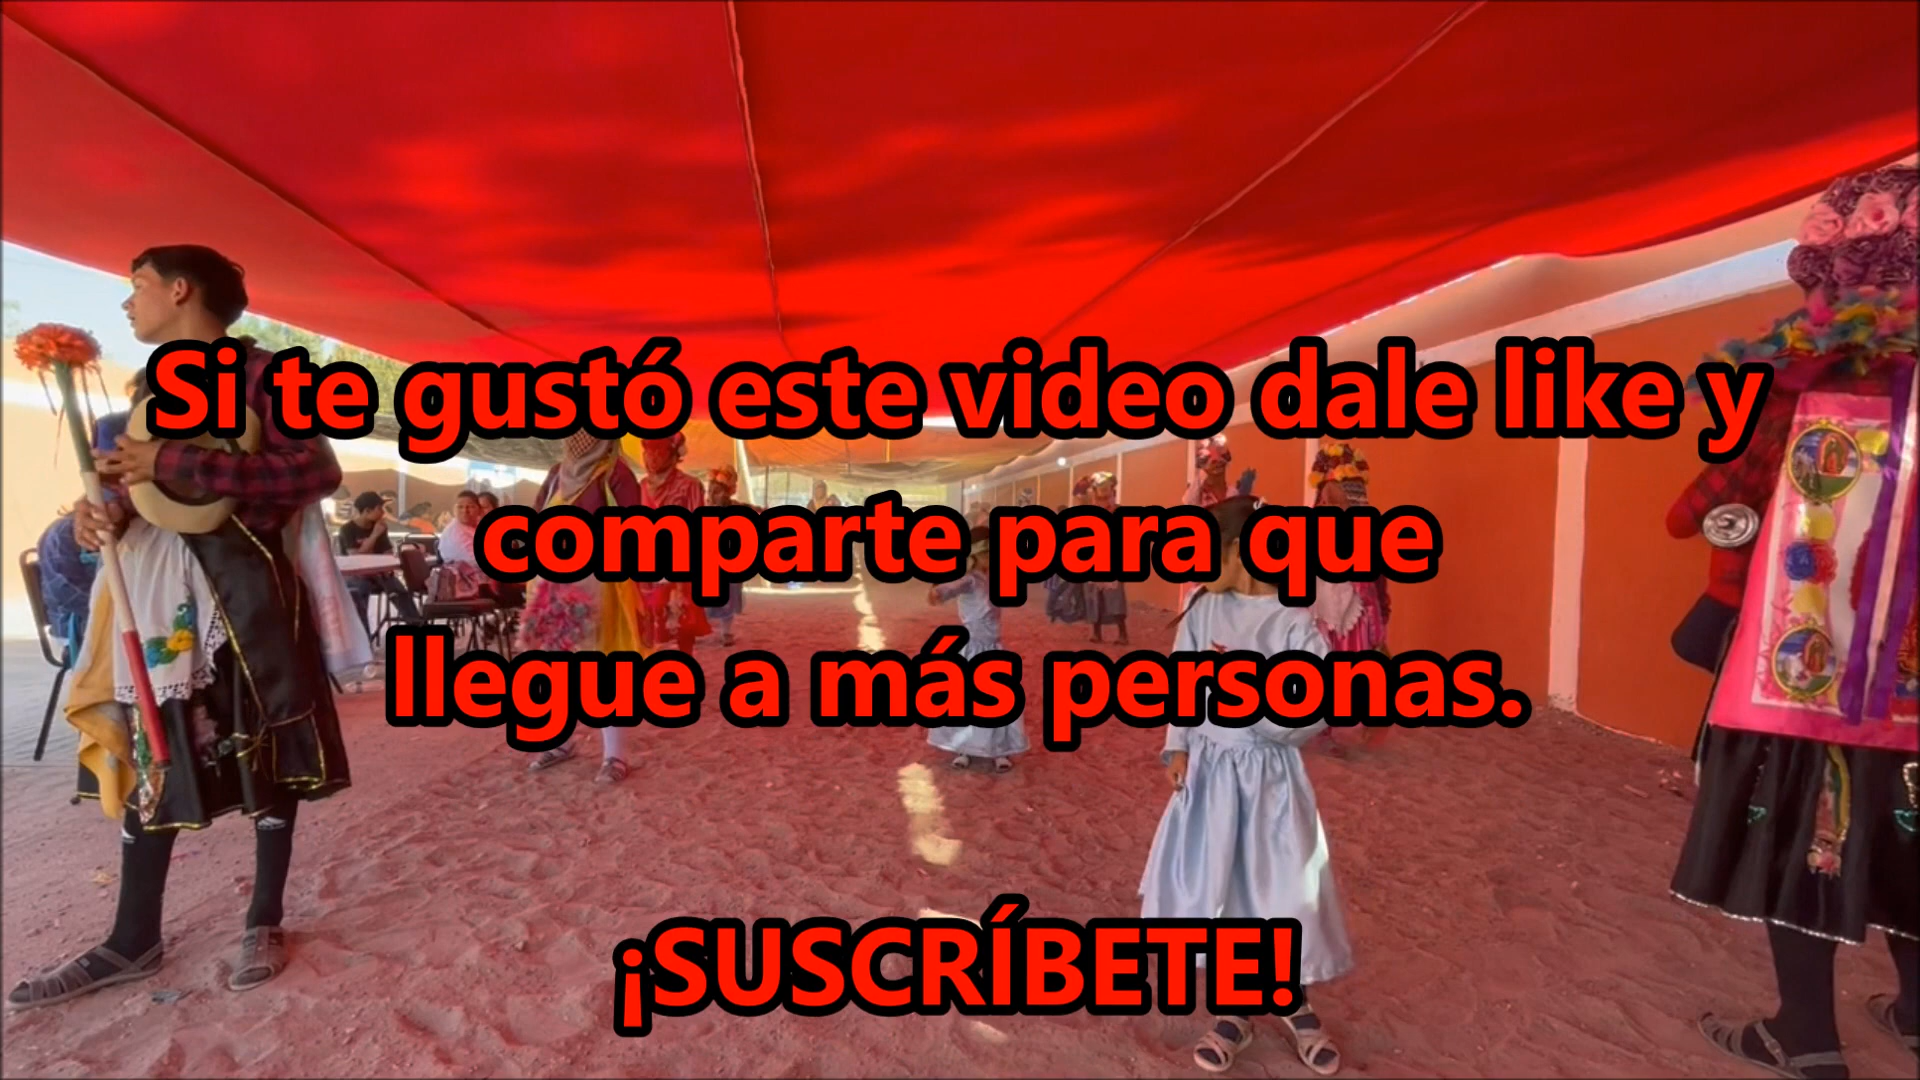 Si te gustó este video dale like y
comparte para que
llegue a más personas.
¡SUSCRÍBETE!